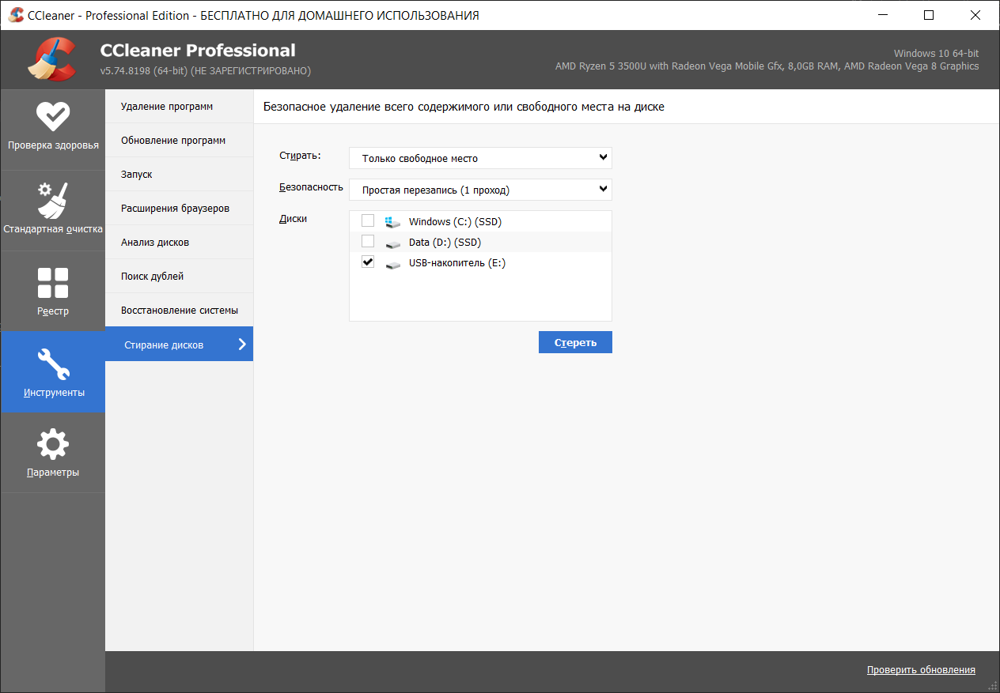 CCleaner - Professional Edition - БЕСПЛАТНО ДЛЯ ДОМАШНЕГО ИСПОЛЬЗОВАНИЯ
CCleaner Professional
v5.74.8198 (64-bit) (НЕ ЗАРЕГИСТРИРОВАНО)
Windows 10 64-bit
AMD Ryzen 5 3500U with Radeon Vega Mobile Gfx, 8,0GB RAM, AMD Radeon Vega 8 Graphics
Проверка здоровья
Стандартная очистка
Реестр
Инструменты
Параметры
Удаление программ
Обновление программ
Запуск
Расширения браузеров
Анализ дисков
Поиск дублей
Восстановление системы
Стирание дисков
Безопасное удаление всего содержимого или свободного места на диске
Стирать:
Только свободное место
Безопасность
Простая перезапись (1 проход)
Диски
Windows (C:) (SSD)
Data (D:) (SSD)
USB-накопитель (E:)
Стереть
Проверить обновления